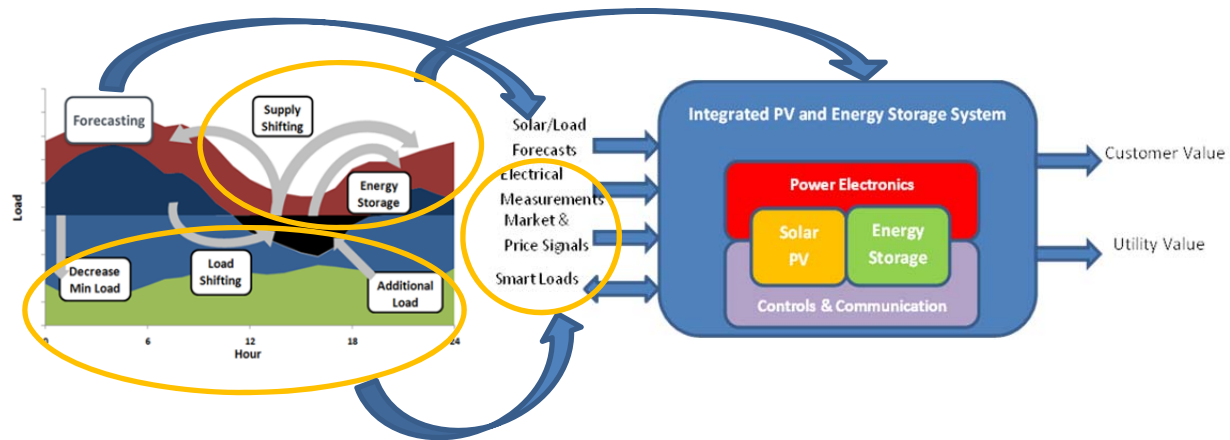 Forecasting
Supply
Shifting
Energy
Storage
Load
Decrease
Min Load
Load
Shifting
Additional
Load
0
6
12
18
24
Hour
Solar/Load
Forecasts
Electrical
Measurements
Market &
Price Signals
Smart Loads
Integrated PV and Energy Storage System
Power Electronics
Solar
PV
Energy
Storage
Controls & Communication
Customer Value
Utility Value